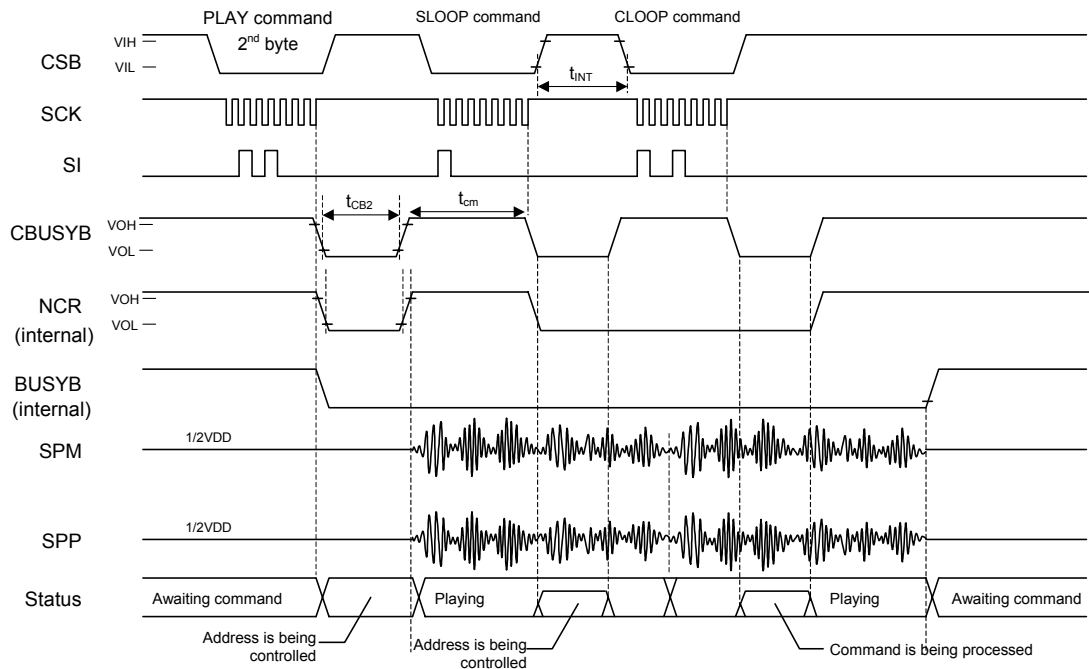 PLAY command
2nd byte
SLOOP command
CLOOP command
VIH
CSB
VIL
tINT
SCK
SI
tCB2
tcm
VOH
CBUSYB
VOL
VOH
NCR
(internal)
VOL
BUSYB
(internal)
1/2VDD
SPM
1/2VDD
SPP
Status
Awaiting command
Playing
Playing
Awaiting command
Address is being
controlled
Address is being
controlled
Command is being processed